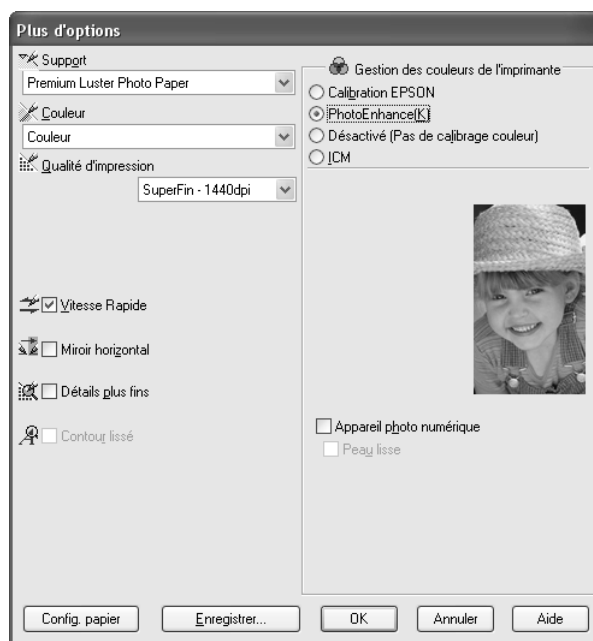 Plus d'options
Support
Premium Luster Photo Paper
Couleur
Couleur
Qualité d'impression
SuperFin - 1440dpi
Vitesse Rapide
Miroir horizontal
Détails plus fins
Contour lissé
Gestion des couleurs de l'imprimante
Calibration EPSON
PhotoEnhance(K)
Désactivé (Pas de calibrage couleur)
ICM
Appareil photo numérique
Peau lisse
Config. papier
Enregistrer...
OK
Annuler
Aide